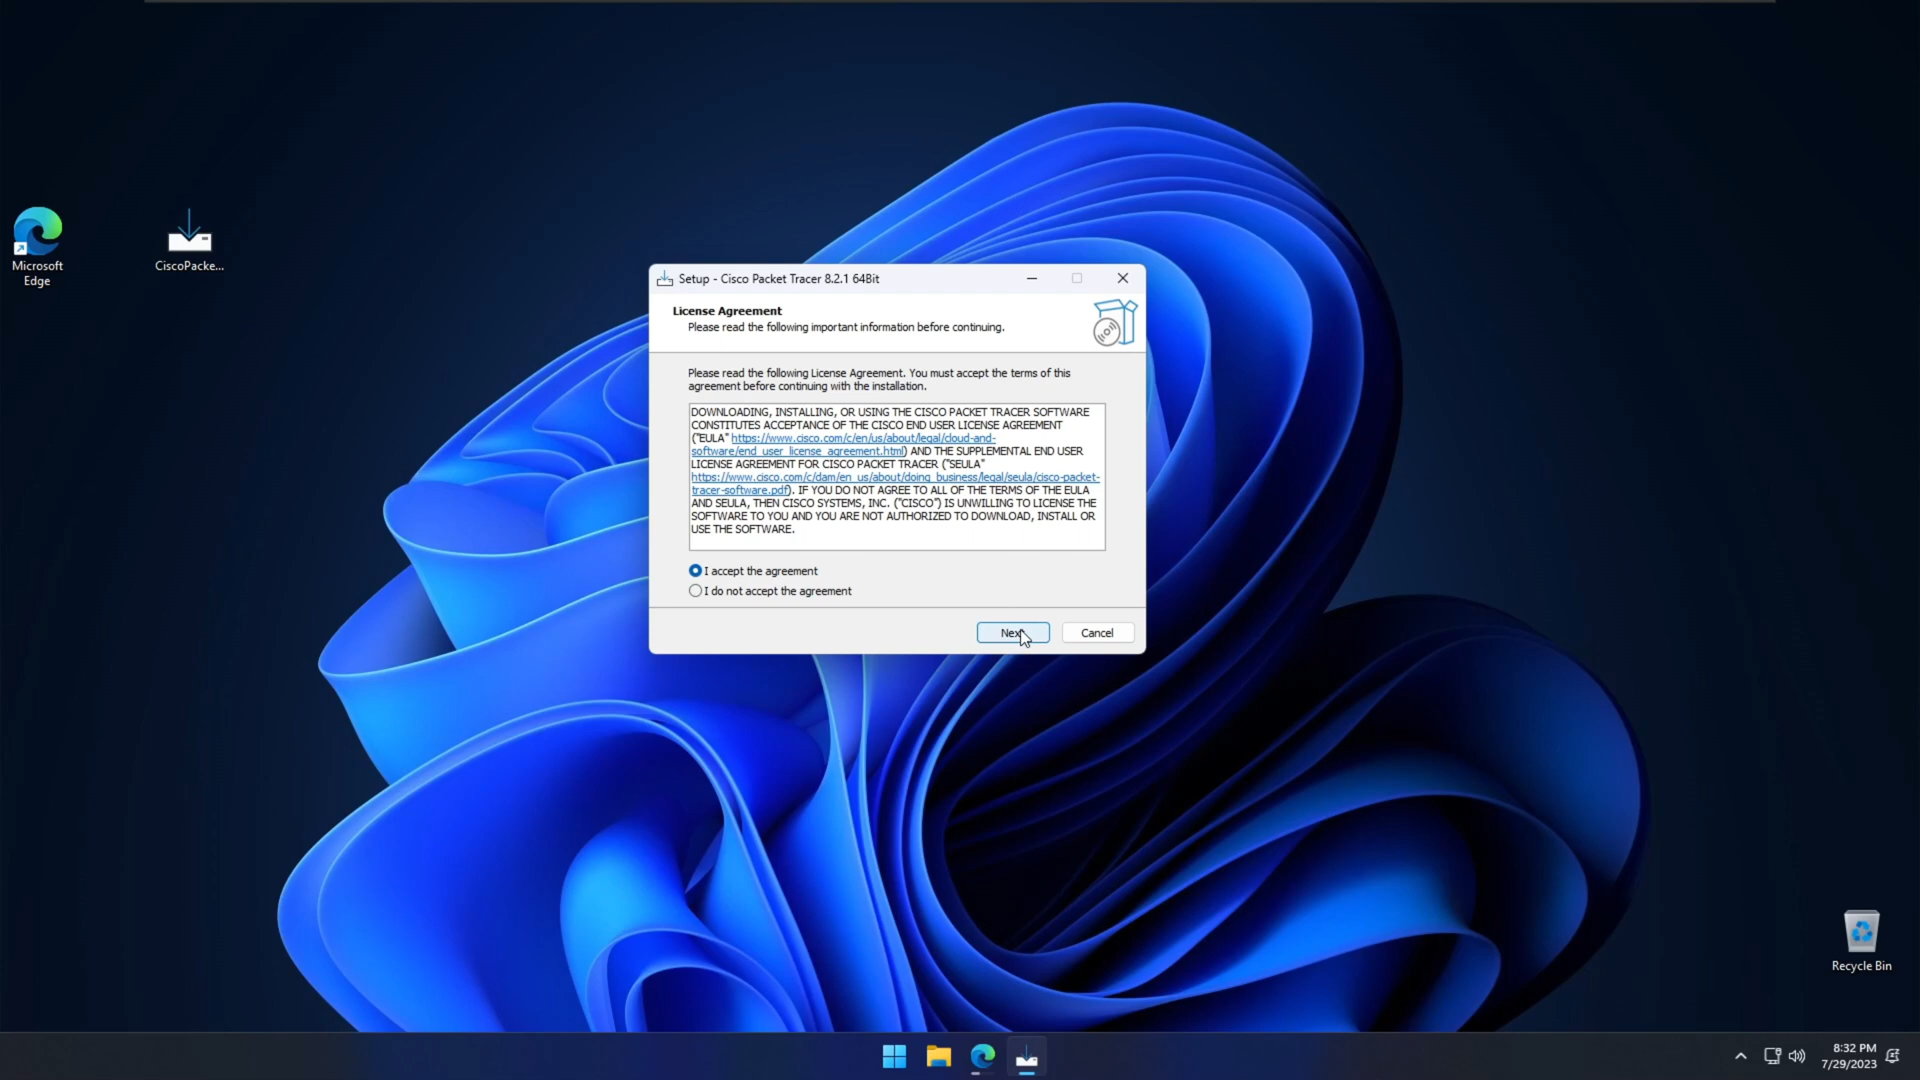 Microsoft
Edge
CiscoPacke...
Setup - Cisco Packet Tracer 8.2.1 64Bit
License Agreement
Please read the following important information before continuing.
Please read the following License Agreement. You must accept the terms of this
agreement before continuing with the installation.
DOWNLOADING, INSTALLING, OR USING THE CISCO PACKET TRACER SOFTWARE
CONSTITUTES ACCEPTANCE OF THE CISCO END USER LICENSE AGREEMENT
("EULA" https://www.cisco.com/c/en/us/about/legal/cloud-and-
software/end_user_license_agreement.html) AND THE SUPPLEMENTAL END USER
LICENSE AGREEMENT FOR CISCO PACKET TRACER ("SEULA"
https://www.cisco.com/c/dam/en_us/about/doing_business/legal/seula/cisco-packet-
tracer-software.pdf). IF YOU DO NOT AGREE TO ALL OF THE TERMS OF THE EULA
AND SEULA, THEN CISCO SYSTEMS, INC. ("CISCO") IS UNWILLING TO LICENSE THE
SOFTWARE TO YOU AND YOU ARE NOT AUTHORIZED TO DOWNLOAD, INSTALL OR
USE THE SOFTWARE.
I accept the agreement
I do not accept the agreement
Next
Cancel
Recycle Bin
8:32 PM
7/29/2023